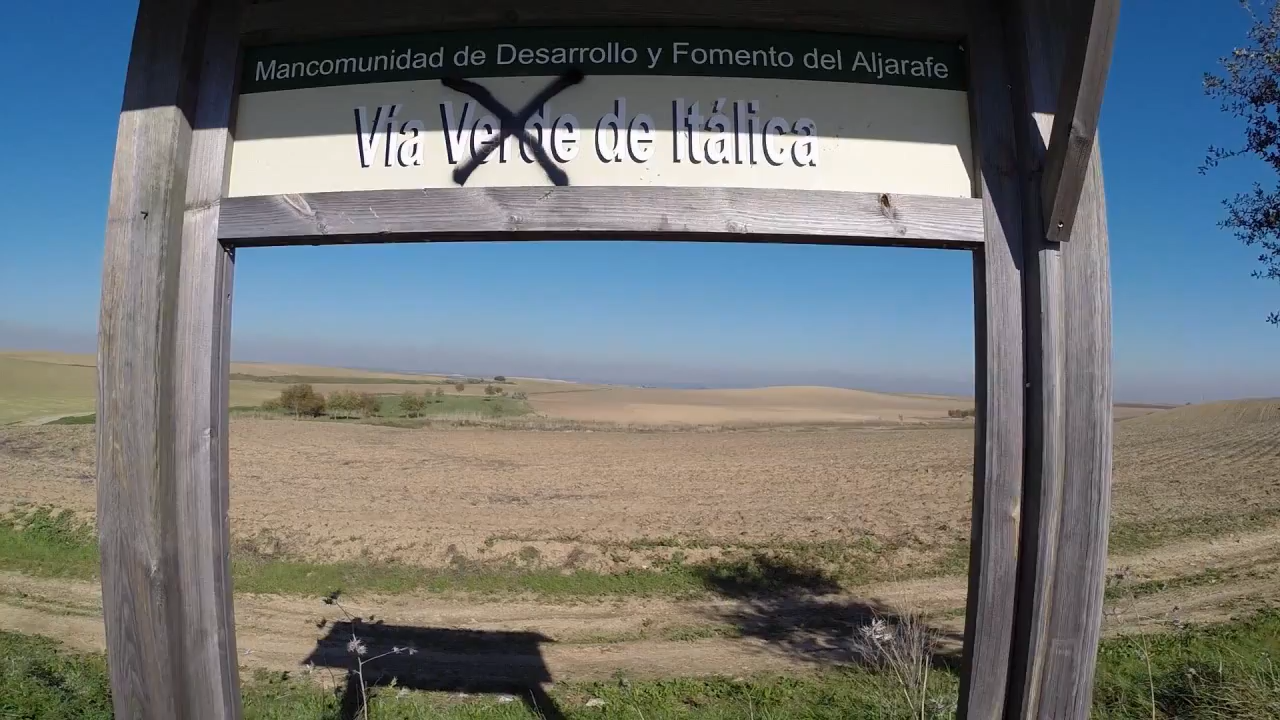 Mancomunidad de Desarrollo y Fomento del Aljarafe
Vía Verde de Itálica